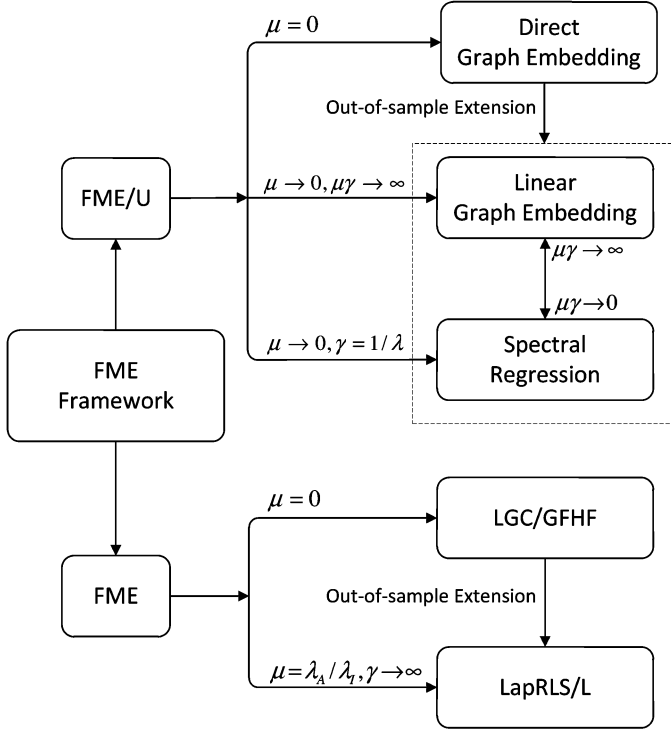 μ = 0
Direct
Graph Embedding
Out-of-sample Extension
FME/U
μ → 0, μγ → ∞
Linear
Graph Embedding
μγ → ∞
μγ → 0
μ → 0, γ = 1/λ
Spectral
Regression
FME
Framework
μ = 0
LGC/GFHF
FME
Out-of-sample Extension
μ = λ_A / λ_I, γ → ∞
LapRLS/L